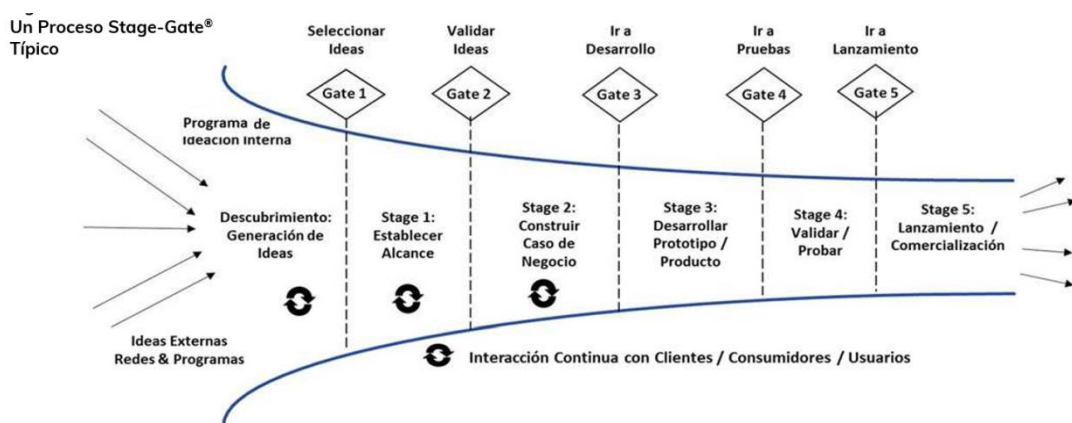 Un Proceso Stage-Gate®
Típico
Seleccionar
Ideas
Validar
Ideas
Ir a
Desarrollo
Ir a
Pruebas
Ir a
Lanzamiento
Gate 1
Gate 2
Gate 3
Gate 4
Gate 5
Programa de
Ideación Interna
Descubrimiento:
Generación de
Ideas
Stage 1:
Establecer
Alcance
Stage 2:
Construir
Caso de
Negocio
Stage 3:
Desarrollar
Prototipo /
Producto
Stage 4:
Validar /
Probar
Stage 5:
Lanzamiento /
Comercialización
Ideas Externas
Redes & Programas
Interacción Continua con Clientes / Consumidores / Usuarios